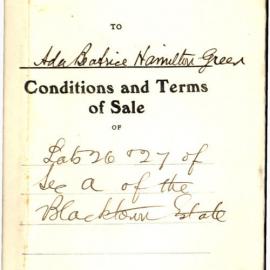 TO
Ada Beatrice Hamilton Green
Conditions and Terms
of Sale
OF
Lots 26 & 27 of
Sec A of the
Blacktown Estate